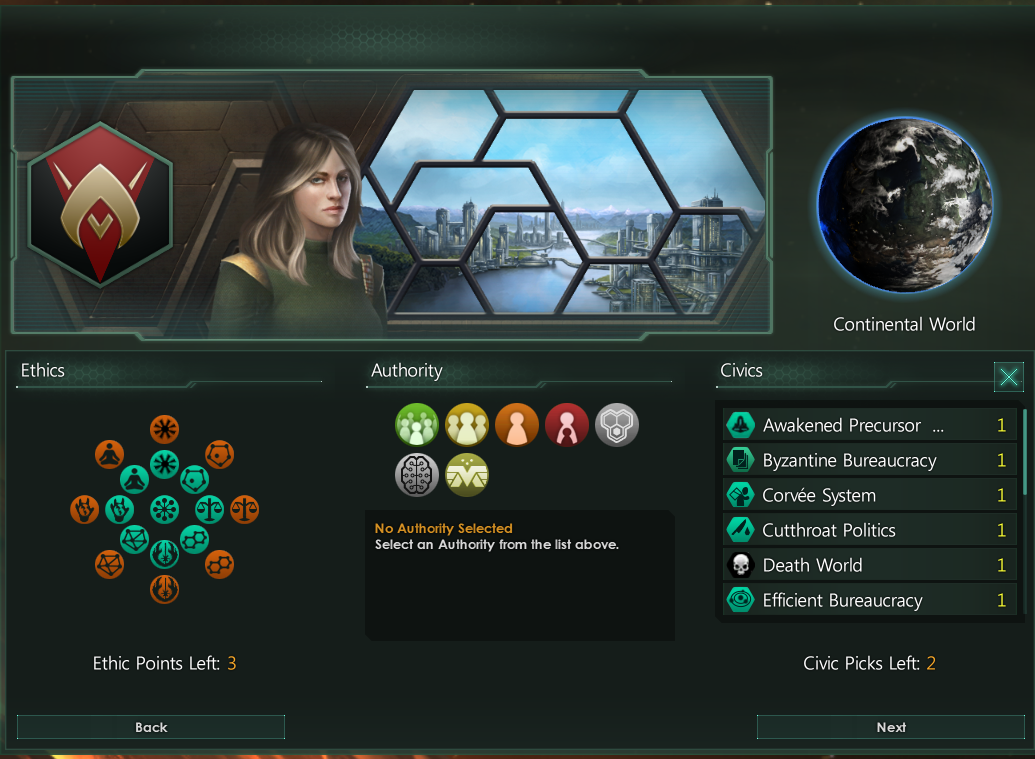 Continental World
Ethics
Authority
Civics
Awakened Precursor ... 1
Byzantine Bureaucracy 1
Corvée System 1
Cutthroat Politics 1
Death World 1
Efficient Bureaucracy 1
No Authority Selected
Select an Authority from the list above.
Ethic Points Left: 3
Civic Picks Left: 2
Back
Next